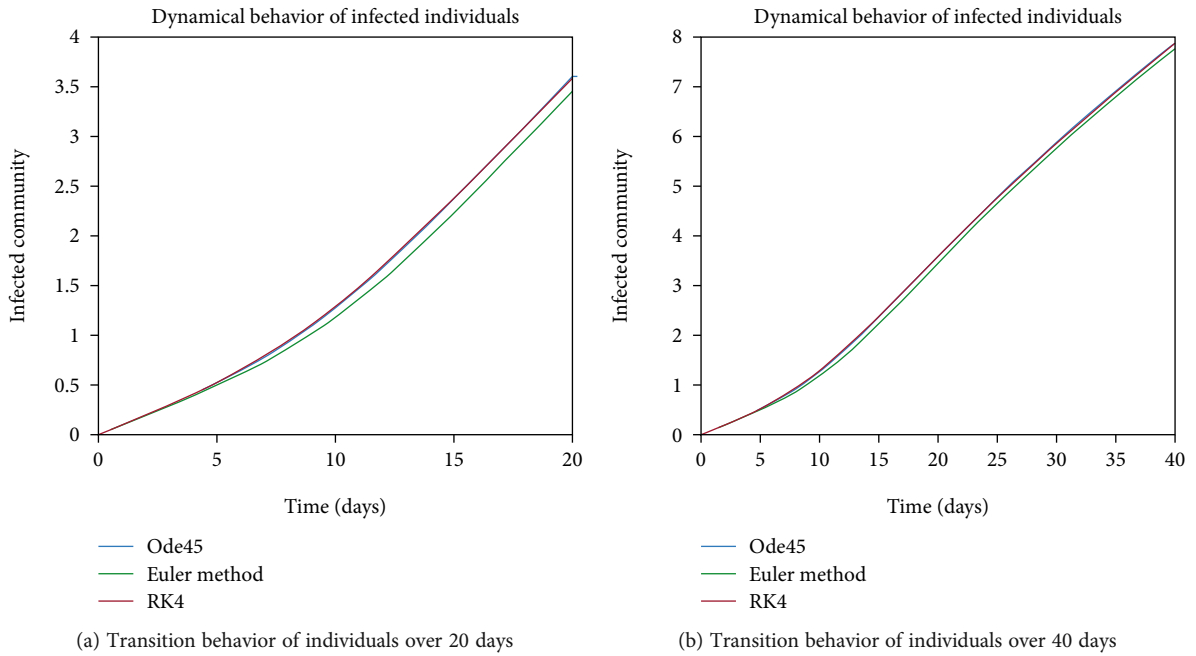 Dynamical behavior of infected individuals
4
3.5
3
2.5
2
1.5
1
0.5
0
Infected community
0 5 10 15 20
Time (days)
Ode45
Euler method
RK4
(a) Transition behavior of individuals over 20 days
Dynamical behavior of infected individuals
8
7
6
5
4
3
2
1
0
Infected community
0 5 10 15 20 25 30 35 40
Time (days)
Ode45
Euler method
RK4
(b) Transition behavior of individuals over 40 days